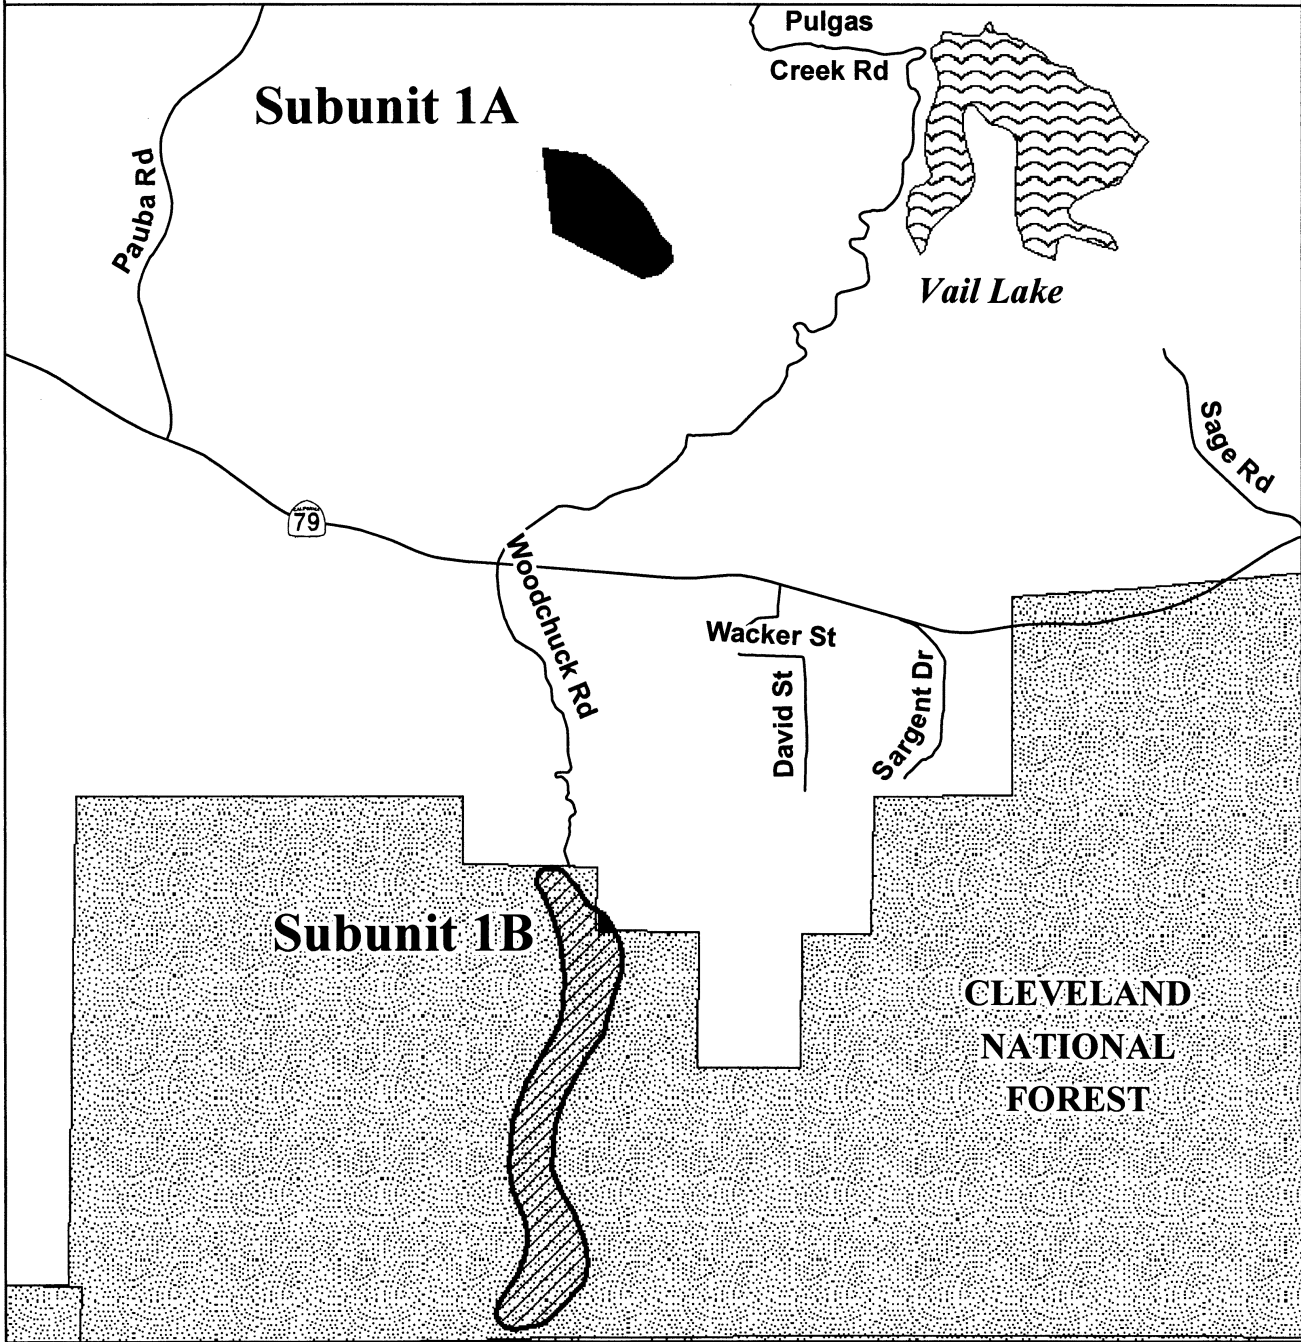 Pulgas
Creek Rd
Subunit 1A
Pauba Rd
Vail Lake
Sage Rd
CALIFORNIA
79
Woodchuck Rd
Wacker St
David St
Sargent Dr
Subunit 1B
CLEVELAND
NATIONAL
FOREST